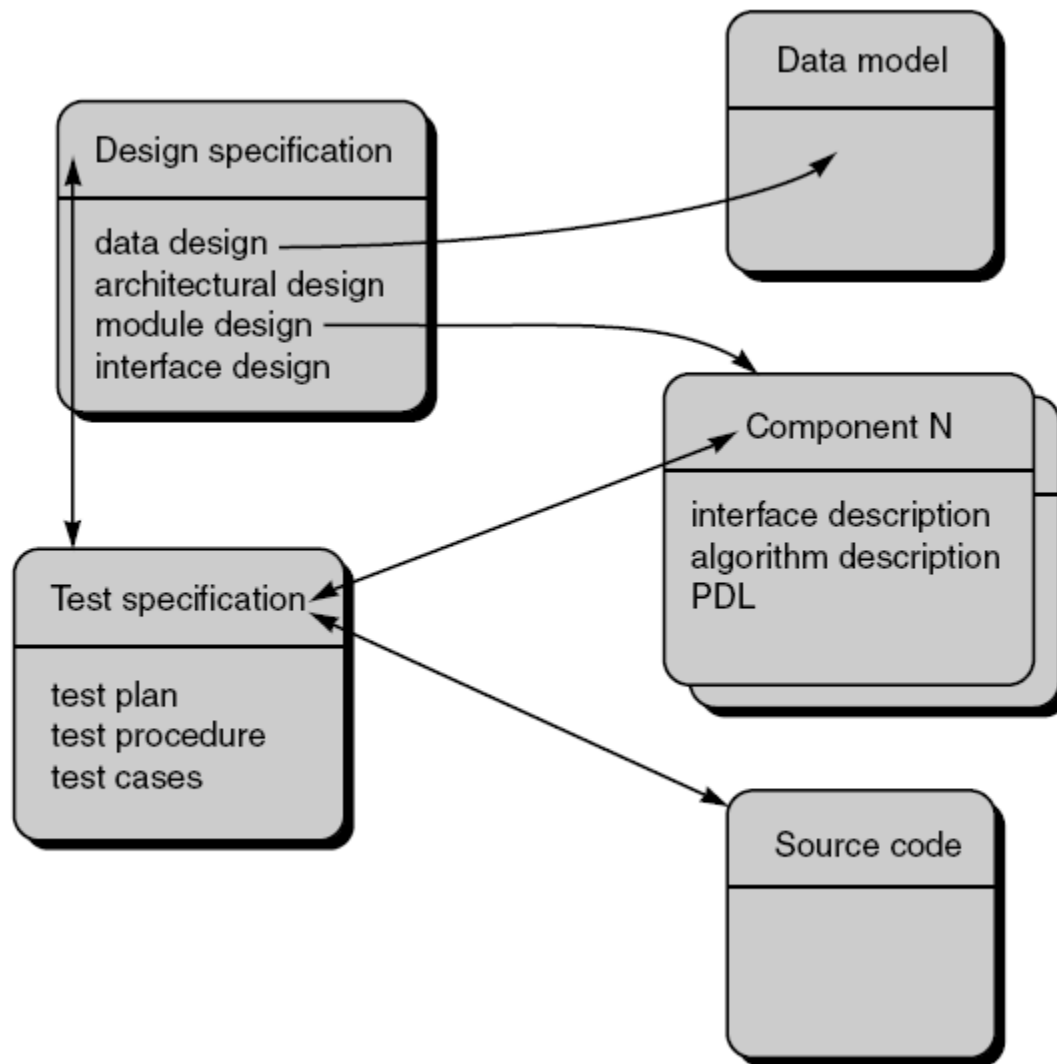 Data model
Design specification
data design
architectural design
module design
interface design
Component N
interface description
algorithm description
PDL
Test specification
test plan
test procedure
test cases
Source code